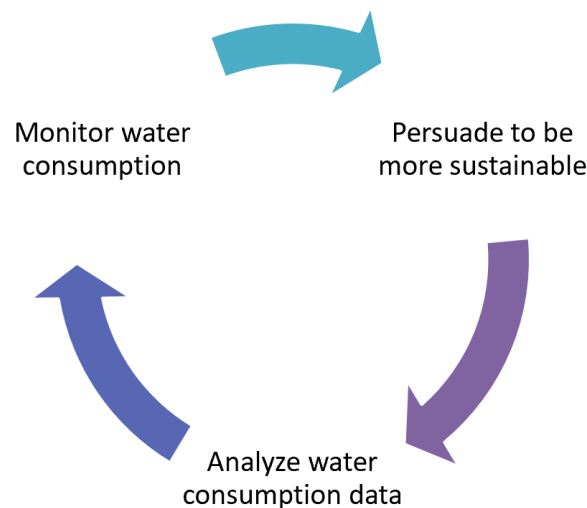 Monitor water
consumption
Persuade to be
more sustainable
Analyze water
consumption data